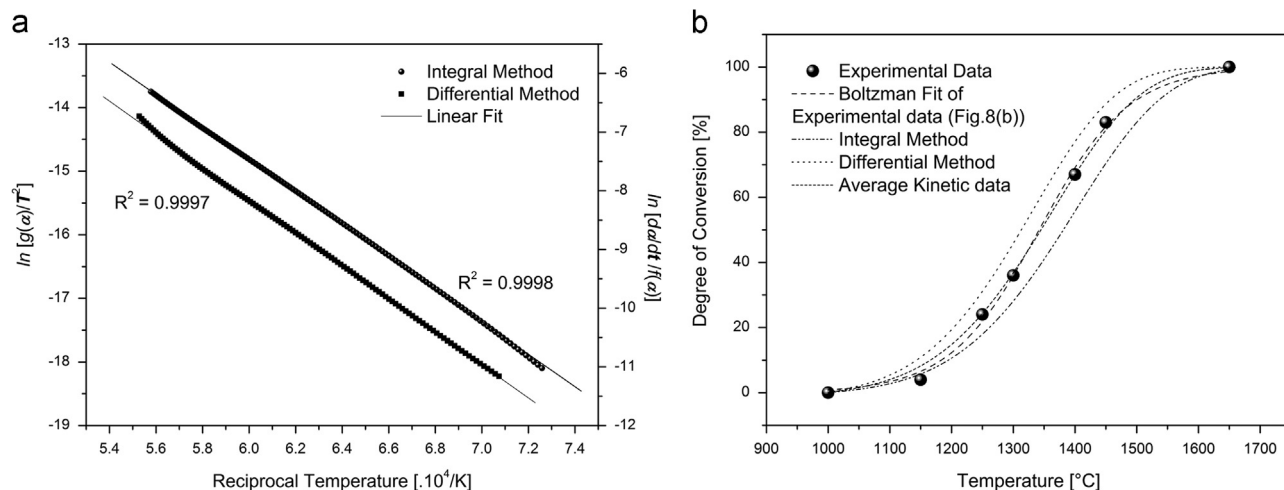 a
-13
-14
-15
-16
-17
-18
-19
ln [g(α)/T²]
Integral Method
Differential Method
Linear Fit
R² = 0.9997
R² = 0.9998
-6
-7
-8
-9
-10
-11
-12
ln [dα/dt /f(α)]
5.4 5.6 5.8 6.0 6.2 6.4 6.6 6.8 7.0 7.2 7.4
Reciprocal Temperature [.10⁴/K]
b
100
80
60
40
20
0
Degree of Conversion [%]
Experimental Data
Boltzman Fit of
Experimental data (Fig.8(b))
Integral Method
Differential Method
Average Kinetic data
900 1000 1100 1200 1300 1400 1500 1600 1700
Temperature [°C]